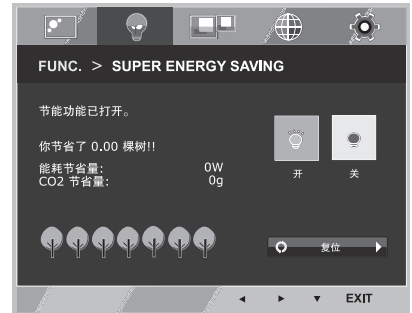 FUNC. > SUPER ENERGY SAVING
节能功能已打开。
你节省了 0.00 棵树!!
能耗节省量: 0W
CO2 节省量: 0g
开 关
复位
EXIT